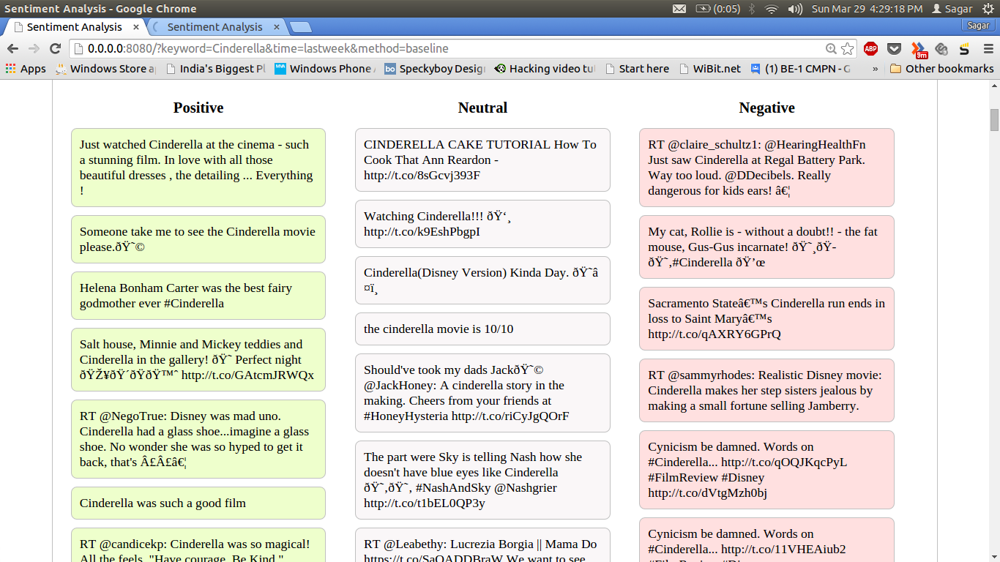 Sentiment Analysis - Google Chrome
(0:05)
Sun Mar 29 4:29:18 PM
Sagar
Sentiment Analysis
Sentiment Analysis
Sagar
0.0.0.0:8080/?keyword=Cinderella&time=lastweek&method=baseline
ABP
9m
Apps
Windows Store a
India's Biggest Pl
MVA
Windows Phone
bo
Speckyboy Desig
Hacking video tu
Start here
WiBit.net
(1) BE-1 CMPN - G
»
Other bookmarks
Positive
Just watched Cinderella at the cinema - such
a stunning film. In love with all those
beautiful dresses , the detailing ... Everything
!
Someone take me to see the Cinderella movie
please.ðŸ˜©
Helena Bonham Carter was the best fairy
godmother ever #Cinderella
Salt house, Minnie and Mickey teddies and
Cinderella in the gallery! ðŸ˜ Perfect night
ðŸŽ¥ðŸ´ðŸðŸ™ˆ http://t.co/GAtcmJRWQx
RT @NegoTrue: Disney was mad uno.
Cinderella had a glass shoe...imagine a glass
shoe. No wonder she was so hyped to get it
back, that's Â££â€¦
Cinderella was such a good film
RT @candicekp: Cinderella was so magical!
All the feels. "Have courage. Be Kind."
Neutral
CINDERELLA CAKE TUTORIAL How To
Cook That Ann Reardon -
http://t.co/8sGcvj393F
Watching Cinderella!!! ðŸ‘¸
http://t.co/k9EshPbgpI
Cinderella(Disney Version) Kinda Day. ðŸ˜â
¤ï¸
the cinderella movie is 10/10
Should've took my dads JackðŸ˜©
@JackHoney: A cinderella story in the
making. Cheers from your friends at
#HoneyHysteria http://t.co/riCyJgQOrF
The part were Sky is telling Nash how she
doesn't have blue eyes like Cinderella
ðŸ˜‚ðŸ˜‚ #NashAndSky @Nashgrier
http://t.co/t1bEL0QP3y
RT @Leabethy: Lucrezia Borgia || Mama Do
https://t.co/SaOADDBraW We want to see
Negative
RT @claire_schultz1: @HearingHealthFn
Just saw Cinderella at Regal Battery Park.
Way too loud. @DDecibels. Really
dangerous for kids ears! â€¦
My cat, Rollie is - without a doubt!! - the fat
mouse, Gus-Gus incarnate! ðŸ˜¸ðŸ-
ðŸ˜‚#Cinderella ðŸ’œ
Sacramento Stateâ€™s Cinderella run ends in
loss to Saint Maryâ€™s
http://t.co/qAXRY6GPrQ
RT @sammyrhodes: Realistic Disney movie:
Cinderella makes her step sisters jealous by
making a small fortune selling Jamberry.
Cynicism be damned. Words on
#Cinderella... http://t.co/qOQJKqcPyL
#FilmReview #Disney
http://t.co/dVtgMzh0bj
Cynicism be damned. Words on
#Cinderella... http://t.co/11VHEAiub2